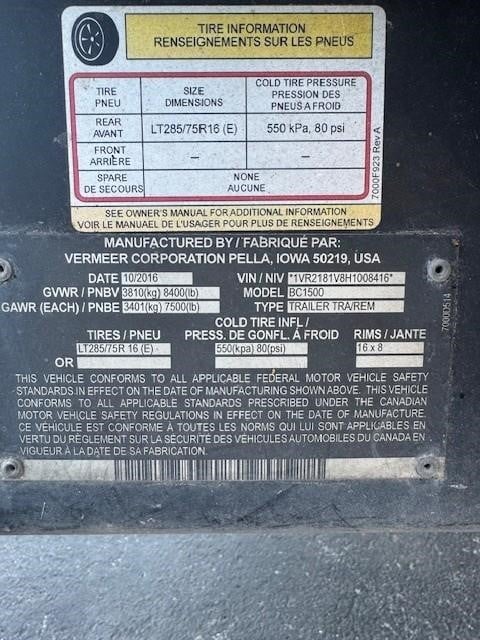 TIRE INFORMATION
RENSEIGNEMENTS SUR LES PNEUS
TIRE PNEU SIZE DIMENSIONS COLD TIRE PRESSURE PRESSION DES PNEUS A FROID
REAR AVANT LT285/75R16 (E) 550 kPa, 80 psi
FRONT ARRIÈRE – –
SPARE DE SECOURS NONE AUCUNE
7000F923 Rev A
SEE OWNER'S MANUAL FOR ADDITIONAL INFORMATION
VOIR LE MANUEL DE L'USAGER POUR PLUS DE RENSEIGNEMENTS
MANUFACTURED BY / FABRIQUÉ PAR:
VERMEER CORPORATION PELLA, IOWA 50219, USA
DATE 10/2016 VIN / NIV *1VR2181V8H1008416*
GVWR / PNBV 3810(kg) 8400(lb) MODEL BC1500
GAWR (EACH) / PNBE 3401(kg) 7500(lb) TYPE TRAILER TRA/REM
COLD TIRE INFL /
TIRES / PNEU PRESS. DE GONFL. À FROID RIMS / JANTE
LT285/75R 16 (E) 550(kpa) 80(psi) 16 x 8
OR
7000D514
THIS VEHICLE CONFORMS TO ALL APPLICABLE FEDERAL MOTOR VEHICLE SAFETY
STANDARDS IN EFFECT ON THE DATE OF MANUFACTURING SHOWN ABOVE. THIS VEHICLE
CONFORMS TO ALL APPLICABLE STANDARDS PRESCRIBED UNDER THE CANADIAN
MOTOR VEHICLE SAFETY REGULATIONS IN EFFECT ON THE DATE OF MANUFACTURE.
CE VÉHICULE EST CONFORME À TOUTES LES NORMS QUI LUI SONT APPLICABLES EN
VERTU DU RÈGLEMENT SUR LA SÉCURITÉ DES VÉHICULES AUTOMOBILES DU CANADA EN
VIGUEUR À LA DATE DE SA FABRICATION.